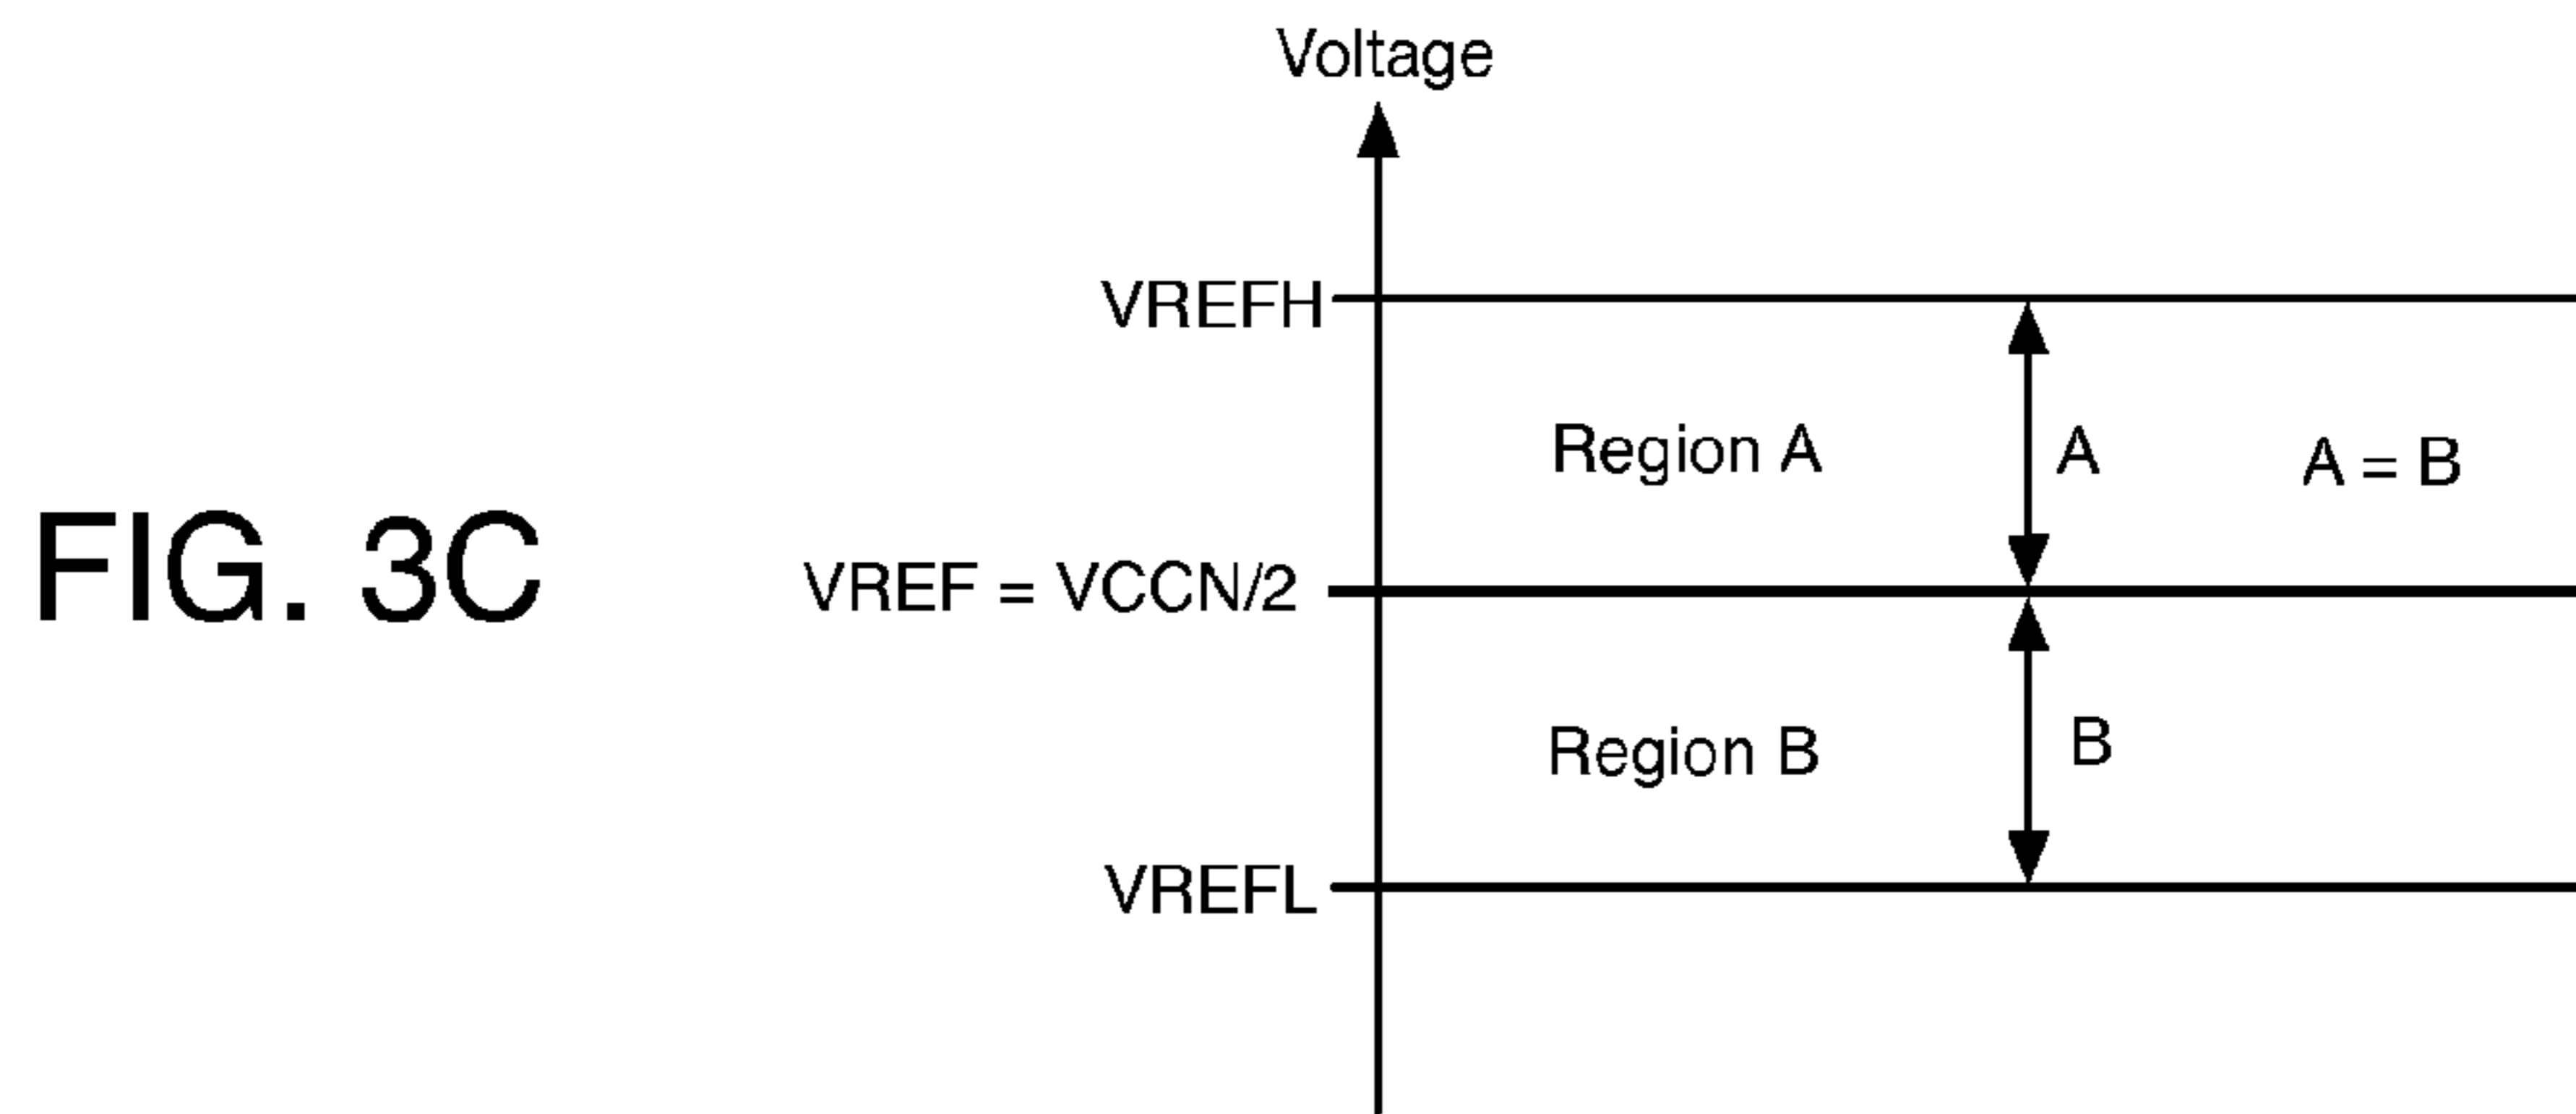 Voltage
VREFH
Region A
A
A = B
FIG. 3C
VREF = VCCN/2
Region B
B
VREFL